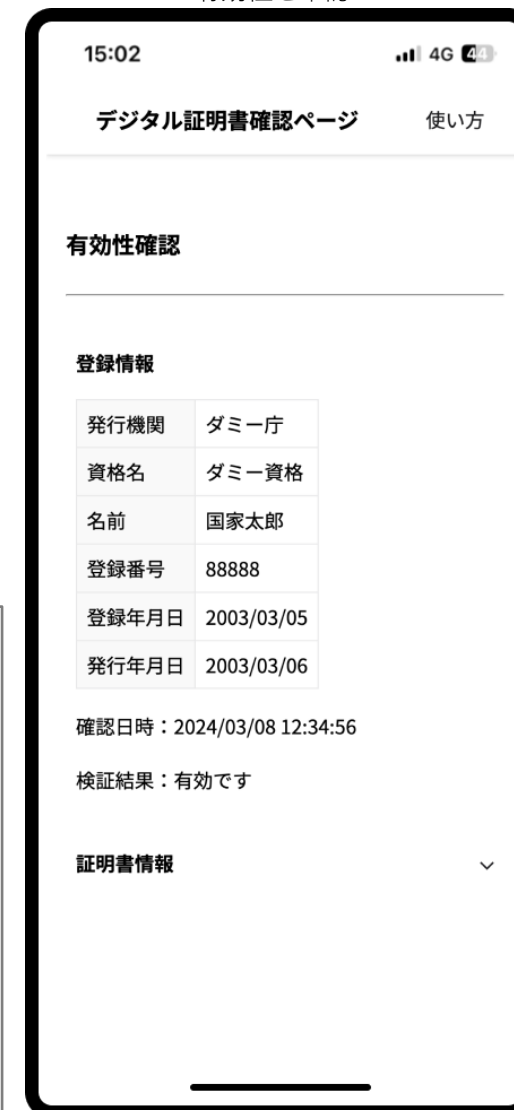 15:02 4G 44
デジタル証明書確認ページ 使い方
有効性確認
登録情報
発行機関 ダミー庁
資格名 ダミー資格
名前 国家太郎
登録番号 88888
登録年月日 2003/03/05
発行年月日 2003/03/06
確認日時：2024/03/08 12:34:56
検証結果：有効です
証明書情報